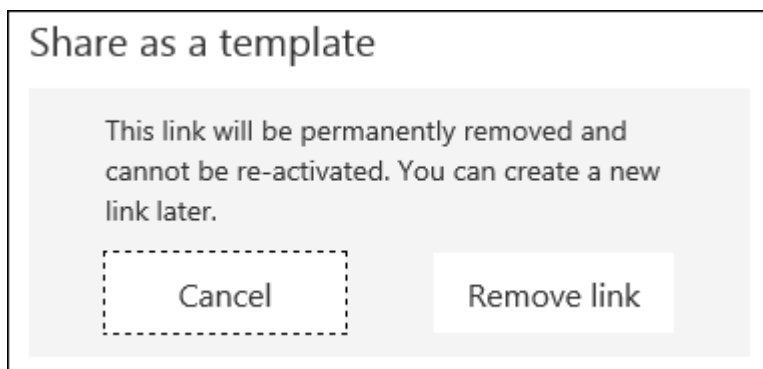 Share as a template
This link will be permanently removed and
cannot be re-activated. You can create a new
link later.
Cancel
Remove link